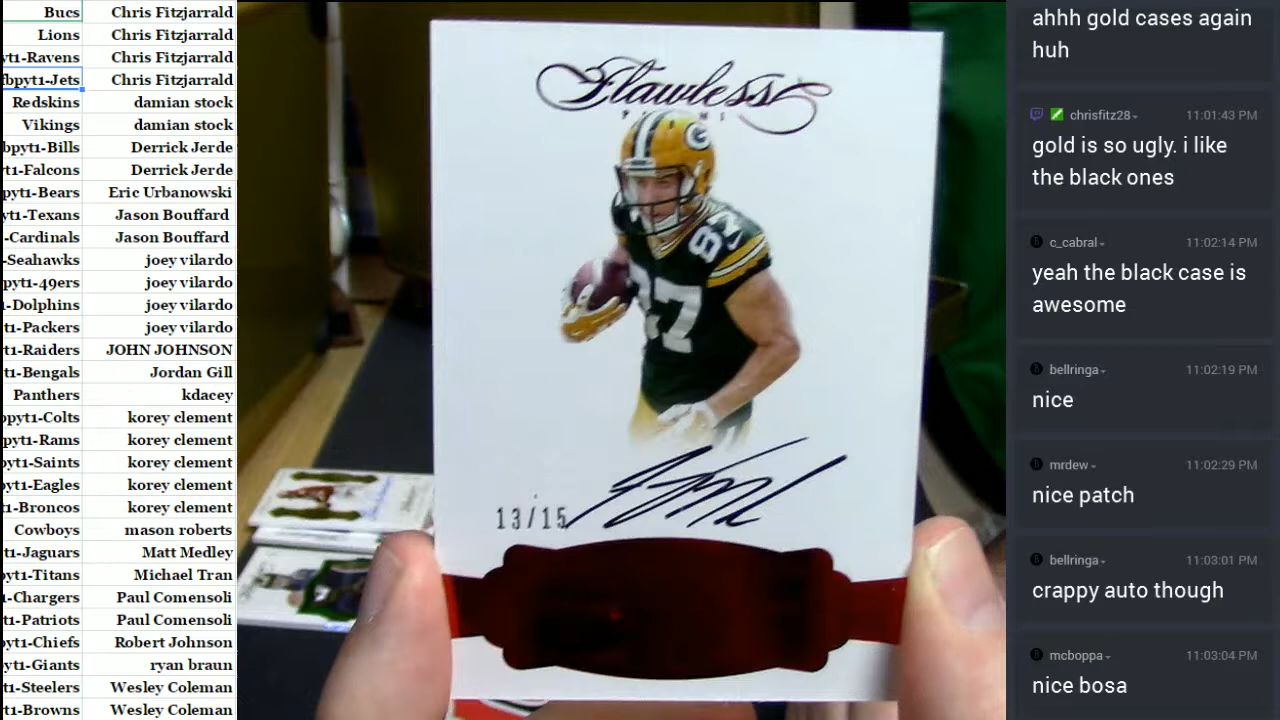 Bucs Chris Fitzjarrald
Lions Chris Fitzjarrald
yt1-Ravens Chris Fitzjarrald
fbpyt1-Jets Chris Fitzjarrald
Redskins damian stock
Vikings damian stock
bpyt1-Bills Derrick Jerde
yt1-Falcons Derrick Jerde
pyt1-Bears Eric Urbanowski
yt1-Texans Jason Bouffard
-Cardinals Jason Bouffard
-Seahawks joey vilardo
pyt1-49ers joey vilardo
1-Dolphins joey vilardo
yt1-Packers joey vilardo
t1-Raiders JOHN JOHNSON
t1-Bengals Jordan Gill
Panthers kdacey
bpyt1-Colts korey clement
pyt1-Rams korey clement
pyt1-Saints korey clement
pyt1-Eagles korey clement
t1-Broncos korey clement
Cowboys mason roberts
t1-Jaguars Matt Medley
pyt1-Titans Michael Tran
1-Chargers Paul Comensoli
t1-Patriots Paul Comensoli
pyt1-Chiefs Robert Johnson
yt1-Giants ryan braun
t1-Steelers Wesley Coleman
t1-Browns Wesley Coleman
Flawless
PANINI
G
87
87
13/15
ahhh gold cases again
huh
chrisfitz28 11:01:43 PM
gold is so ugly. i like
the black ones
c_cabral 11:02:14 PM
yeah the black case is
awesome
bellringa 11:02:19 PM
nice
mrdew 11:02:29 PM
nice patch
bellringa 11:03:01 PM
crappy auto though
mcboppa 11:03:04 PM
nice bosa